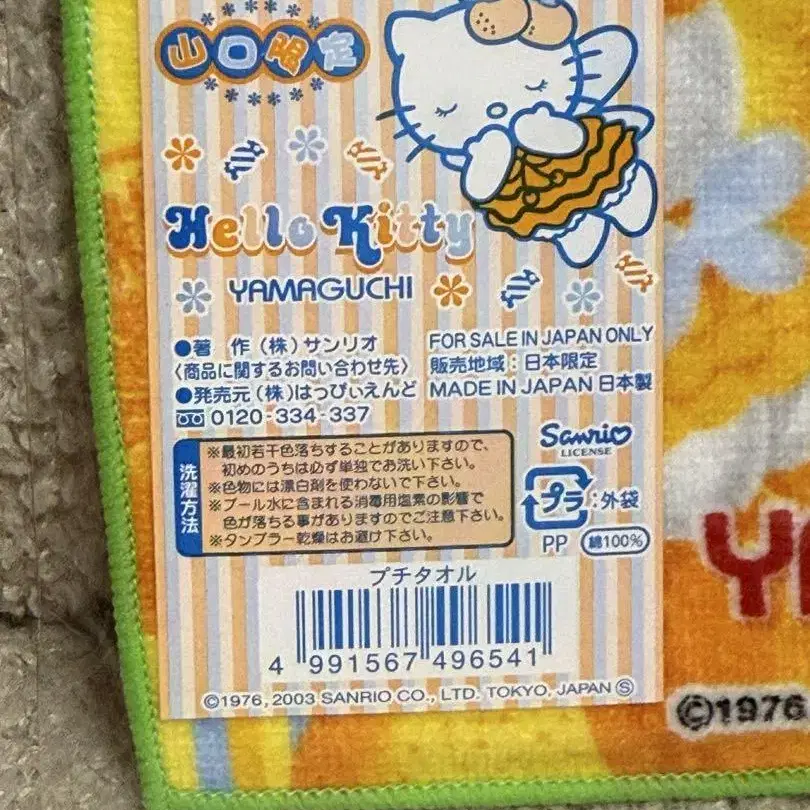 山口限定
Hello Kitty
YAMAGUCHI
●著 作(株)サンリオ
〈商品に関するお問い合わせ先〉
●発売元(株)はっぴぃえんど
0120-334-337
FOR SALE IN JAPAN ONLY
販売地域:日本限定
MADE IN JAPAN 日本製
洗濯方法
※最初若干色落ちすることがありますので、
初めのうちは必ず単独でお洗い下さい。
※色物には漂白剤を使わないで下さい。
※プール水に含まれる消毒用塩素の影響で
色が落ちる事がありますのでご注意下さい。
※タンブラー乾燥はお避け下さい。
Sanrio
LICENSE
プラ:外袋
PP 綿100%
プチタオル
4 991567 496541
©1976, 2003 SANRIO CO., LTD. TOKYO, JAPAN Ⓢ
YA
©1976